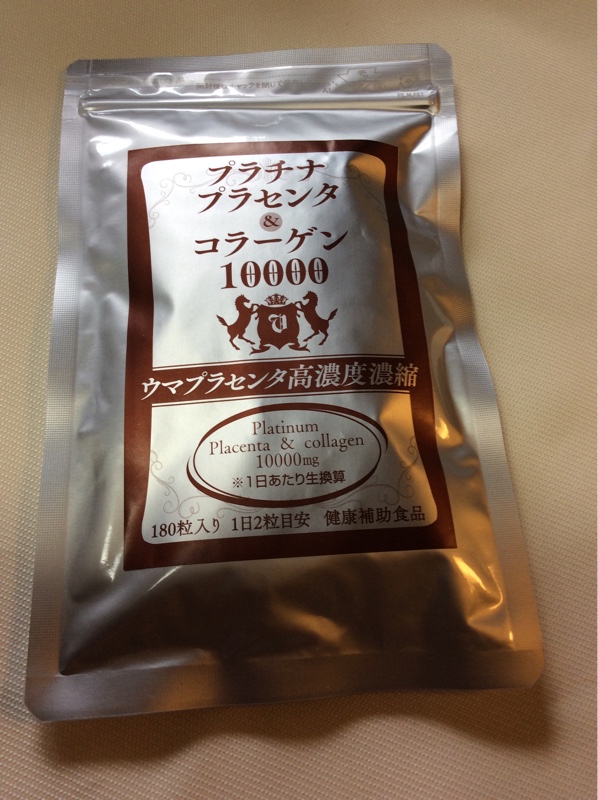 プラチナ
プラセンタ
&
コラーゲン
10000
ウマプラセンタ高濃度濃縮
Platinum
Placenta & collagen
10000mg
※1日あたり生換算
180粒入り 1日2粒目安 健康補助食品